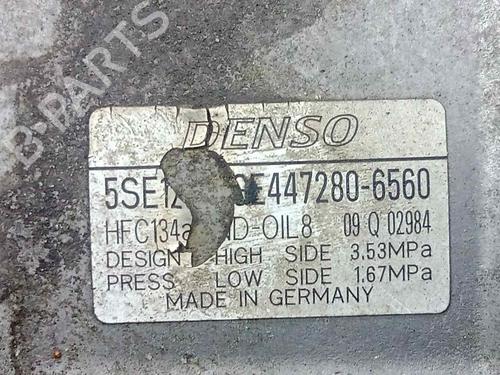 B-PARTS
DENSO
5SE12 E447280-6560
HFC134a ND-OIL8 09 Q 02984
DESIGN HIGH SIDE 3.53MPa
PRESS LOW SIDE 1.67MPa
MADE IN GERMANY